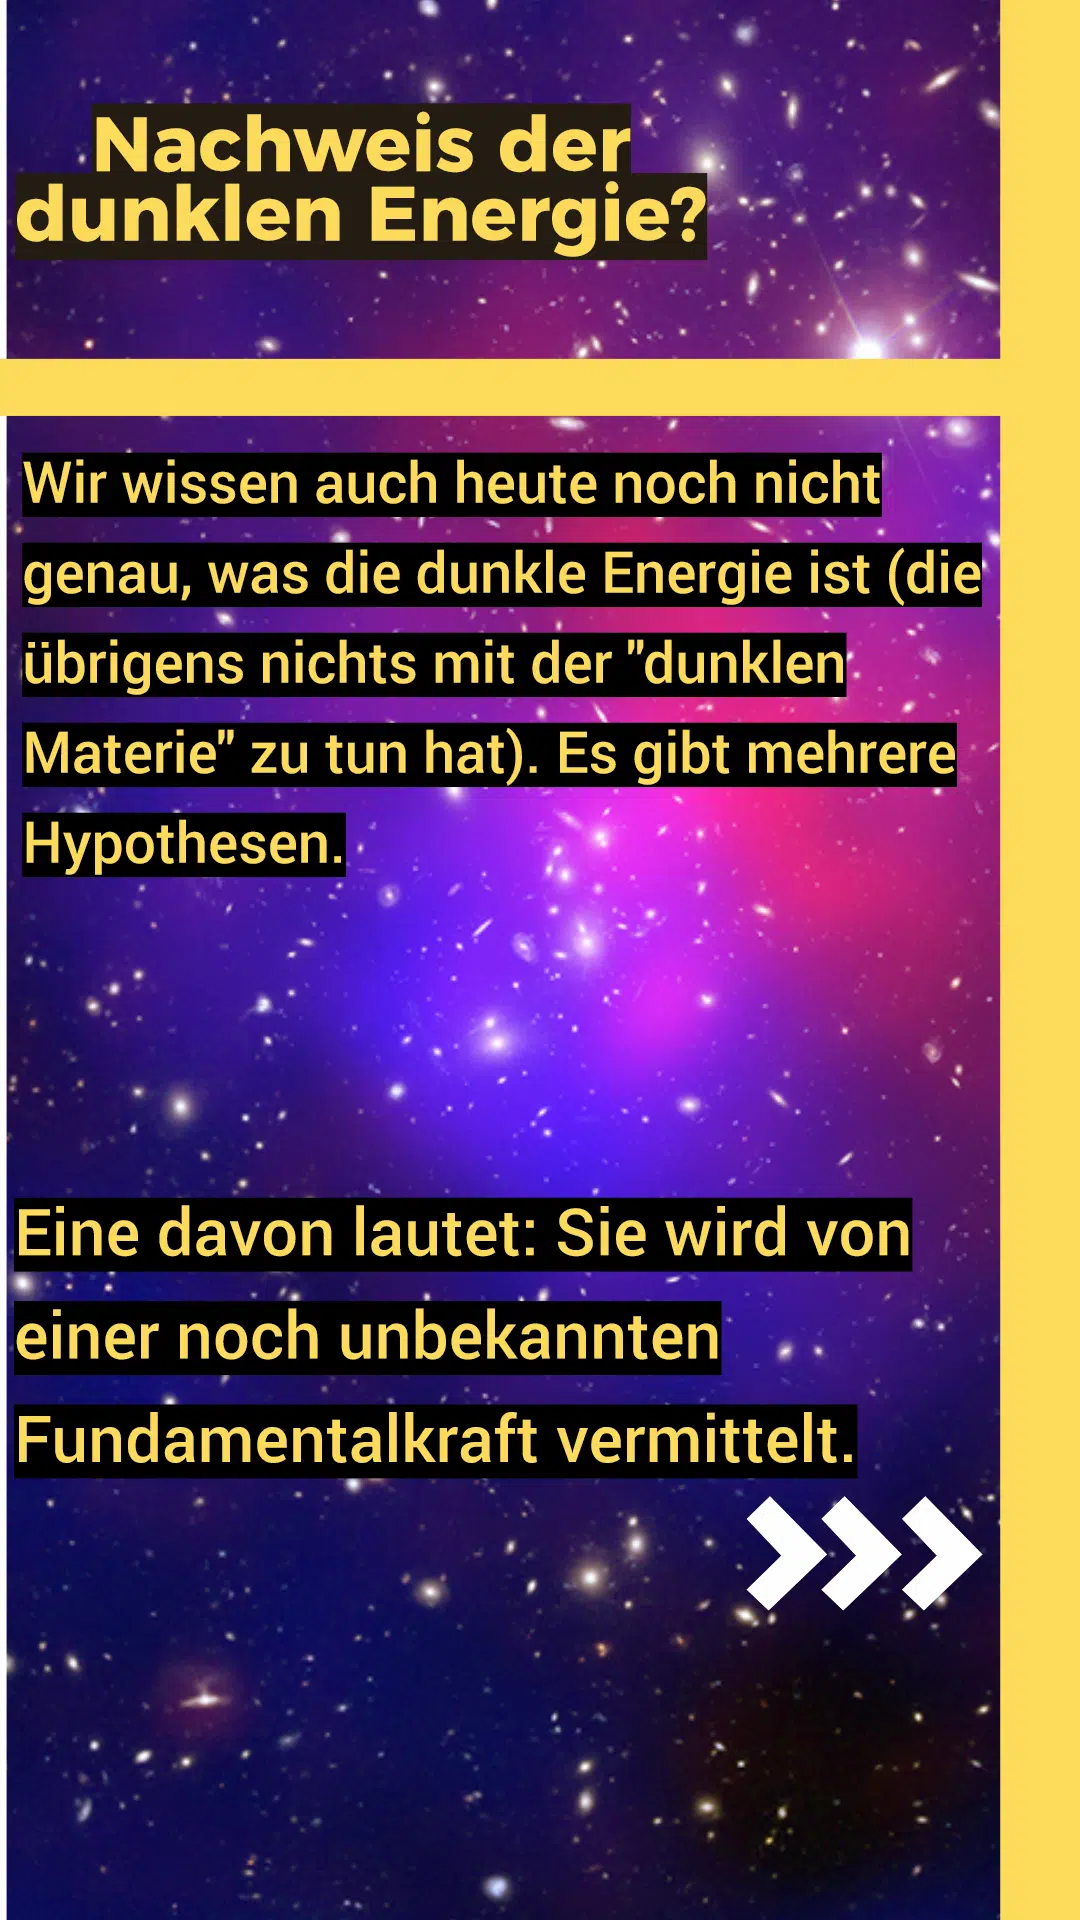 Nachweis der
dunklen Energie?
Wir wissen auch heute noch nicht
genau, was die dunkle Energie ist (die
übrigens nichts mit der "dunklen
Materie" zu tun hat). Es gibt mehrere
Hypothesen.
Eine davon lautet: Sie wird von
einer noch unbekannten
Fundamentalkraft vermittelt.